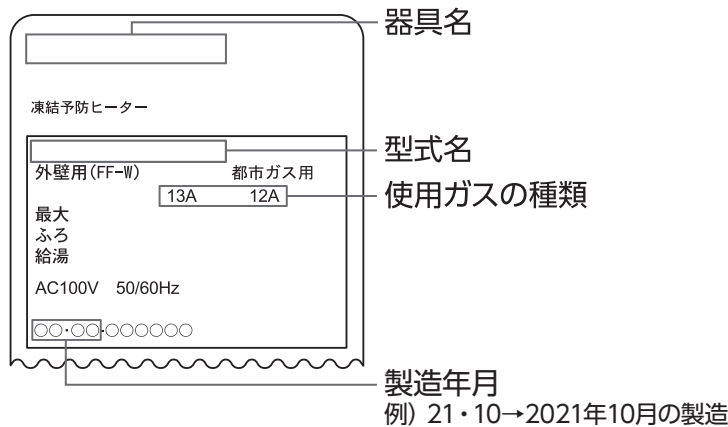 器具名
凍結予防ヒーター
型式名
外壁用(FF-W) 都市ガス用
13A 12A
使用ガスの種類
最大
ふろ
給湯
AC100V 50/60Hz
○○・○○-○○○○○○
製造年月
例) 21・10→2021年10月の製造